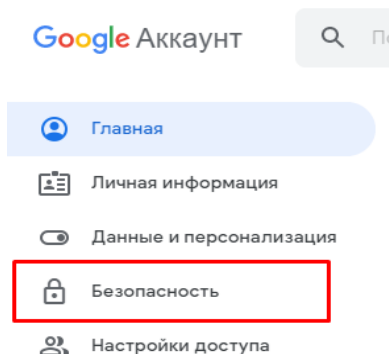 Google Аккаунт
Главная
Личная информация
Данные и персонализация
Безопасность
Настройки доступа